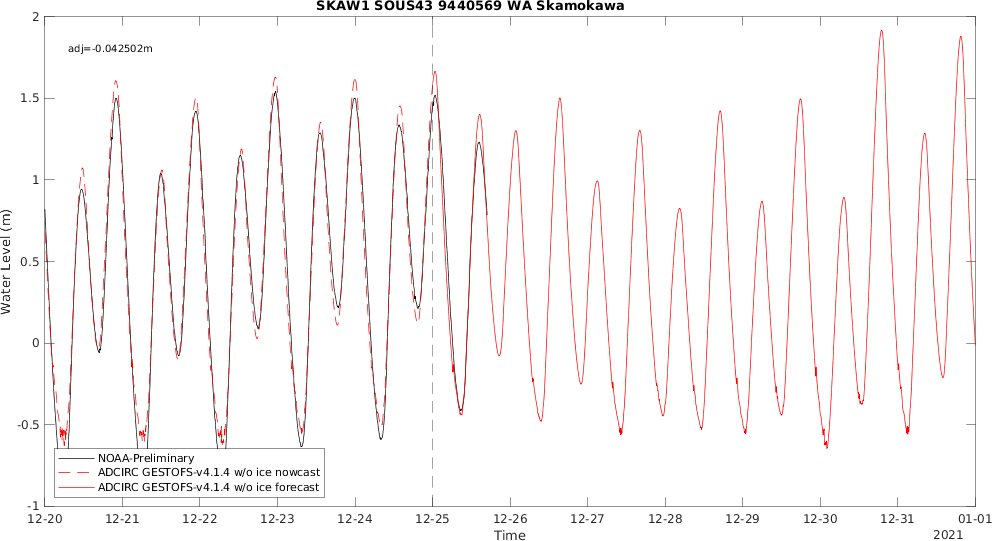 SKAW1 SOUS43 9440569 WA Skamokawa
adj=-0.042502m
Water Level (m)
2
1.5
1
0.5
0
-0.5
-1
NOAA-Preliminary
ADCIRC GESTOFS-v4.1.4 w/o ice nowcast
ADCIRC GESTOFS-v4.1.4 w/o ice forecast
12-20 12-21 12-22 12-23 12-24 12-25 12-26 12-27 12-28 12-29 12-30 12-31 01-01
Time
2021